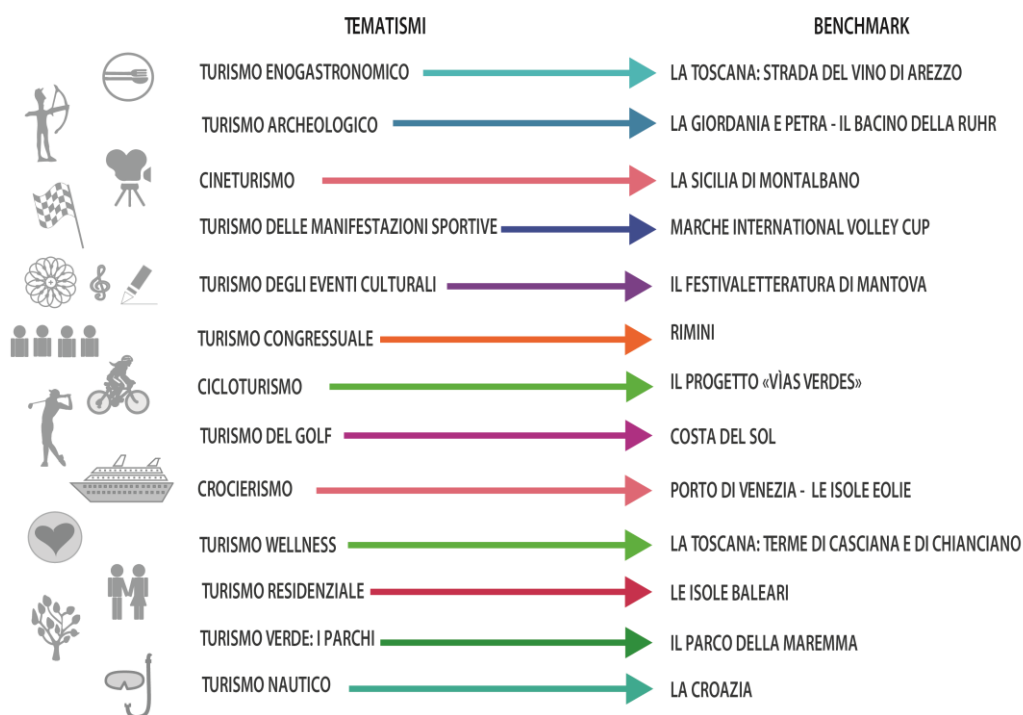 TEMATISMI BENCHMARK
TURISMO ENOGASTRONOMICO LA TOSCANA: STRADA DEL VINO DI AREZZO
TURISMO ARCHEOLOGICO LA GIORDANIA E PETRA - IL BACINO DELLA RUHR
CINETURISMO LA SICILIA DI MONTALBANO
TURISMO DELLE MANIFESTAZIONI SPORTIVE MARCHE INTERNATIONAL VOLLEY CUP
TURISMO DEGLI EVENTI CULTURALI IL FESTIVALETTERATURA DI MANTOVA
TURISMO CONGRESSUALE RIMINI
CICLOTURISMO IL PROGETTO «VÌAS VERDES»
TURISMO DEL GOLF COSTA DEL SOL
CROCIERISMO PORTO DI VENEZIA - LE ISOLE EOLIE
TURISMO WELLNESS LA TOSCANA: TERME DI CASCIANA E DI CHIANCIANO
TURISMO RESIDENZIALE LE ISOLE BALEARI
TURISMO VERDE: I PARCHI IL PARCO DELLA MAREMMA
TURISMO NAUTICO LA CROAZIA